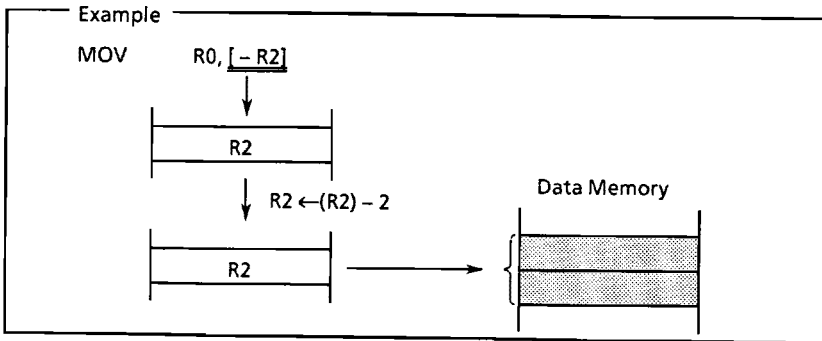 Example
MOV R0, [ – R2]
R2
R2 ←(R2) – 2
Data Memory
R2